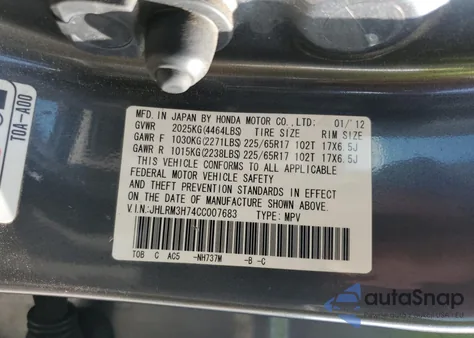 T0A-A00
MFD. IN JAPAN BY HONDA MOTOR CO.,LTD: 01/'12
GVWR 2025KG(4464LBS) TIRE SIZE RIM SIZE
GAWR F 1030KG(2271LBS) 225/65R17 102T 17X6.5J
GAWR R 1015KG(2238LBS) 225/65R17 102T 17X6.5J
THIS VEHICLE CONFORMS TO ALL APPLICABLE
FEDERAL MOTOR VEHICLE SAFETY
AND THEFT PREVENTION STANDARDS IN EFFECT
ON THE DATE OF MANUFACTURE SHOWN ABOVE.
V.I.N:JHLRM3H74CC007683 TYPE: MPV
T0B C AC5 -NH737M -B -C
autaSnap